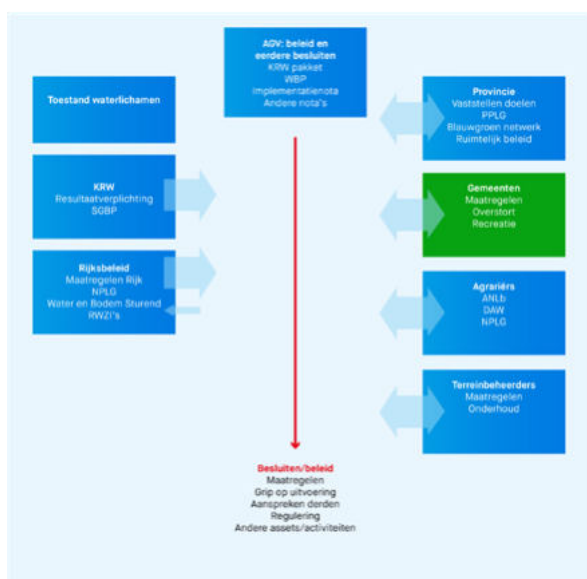 AGV: beleid en
eerdere besluiten
KRW pakket
WBP
Implementatienota
Andere nota's
Toestand waterlichamen
KRW
Resultaatverplichting
SGBP
Rijksbeleid
Maatregelen Rijk
NPLG
Water en Bodem Sturend
RWZI's
Provincie
Vaststellen doelen
PPLG
Blauwgroen netwerk
Ruimtelijk beleid
Gemeenten
Maatregelen
Overstort
Recreatie
Agrariërs
ANLb
DAW
NPLG
Terreinbeheerders
Maatregelen
Onderhoud
Besluiten/beleid
Maatregelen
Grip op uitvoering
Aanspreken derden
Regulering
Andere assets/activiteiten